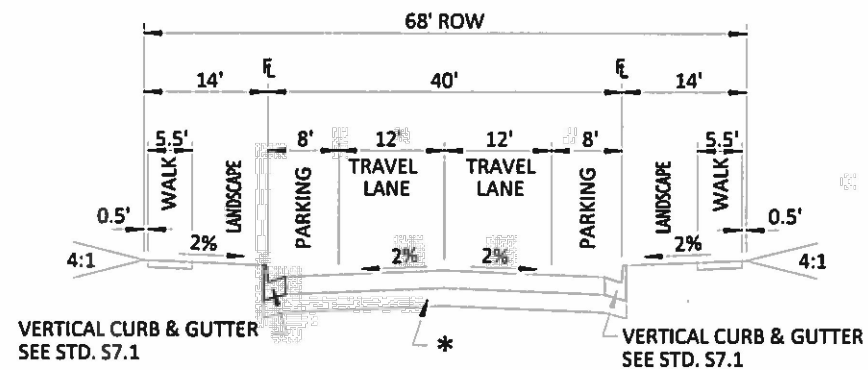 68' ROW
14'
FL
40'
FL
14'
5.5'
8'
12'
12'
8'
5.5'
WALK
LANDSCAPE
PARKING
TRAVEL
LANE
TRAVEL
LANE
PARKING
LANDSCAPE
WALK
0.5'
0.5'
2%
2%
2%
2%
4:1
4:1
VERTICAL CURB & GUTTER
SEE STD. S7.1
*
VERTICAL CURB & GUTTER
SEE STD. S7.1